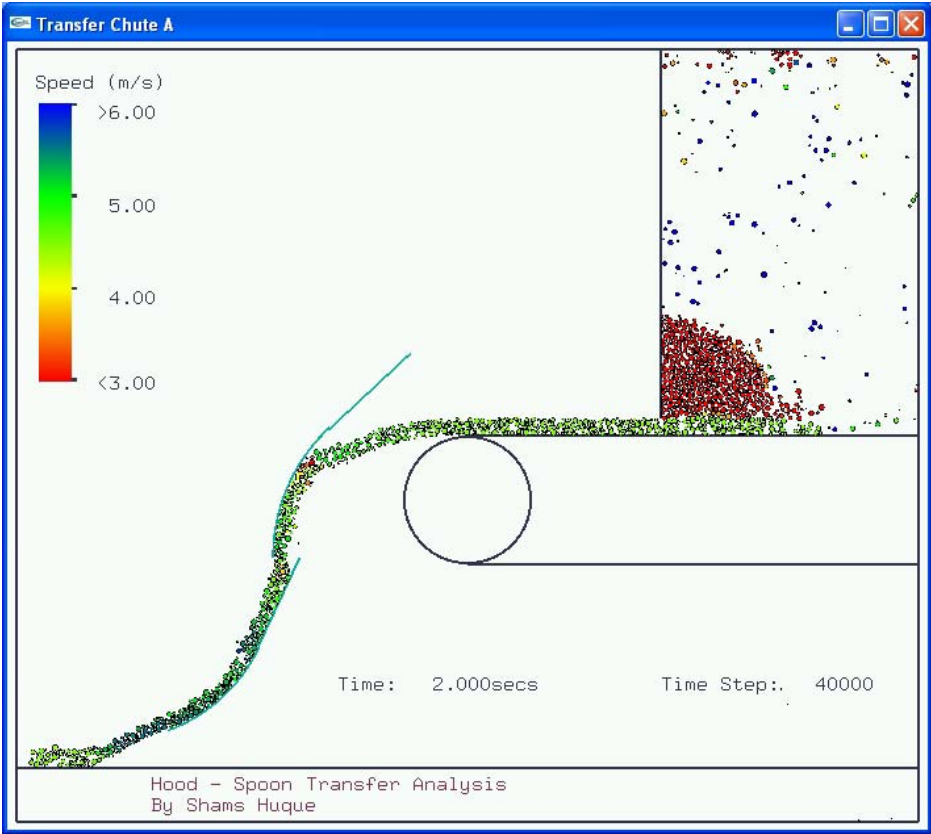 Transfer Chute A
Speed (m/s)
>6.00
5.00
4.00
<3.00
Time: 2.000secs Time Step:. 40000
Hood - Spoon Transfer Analysis
By Shams Huque